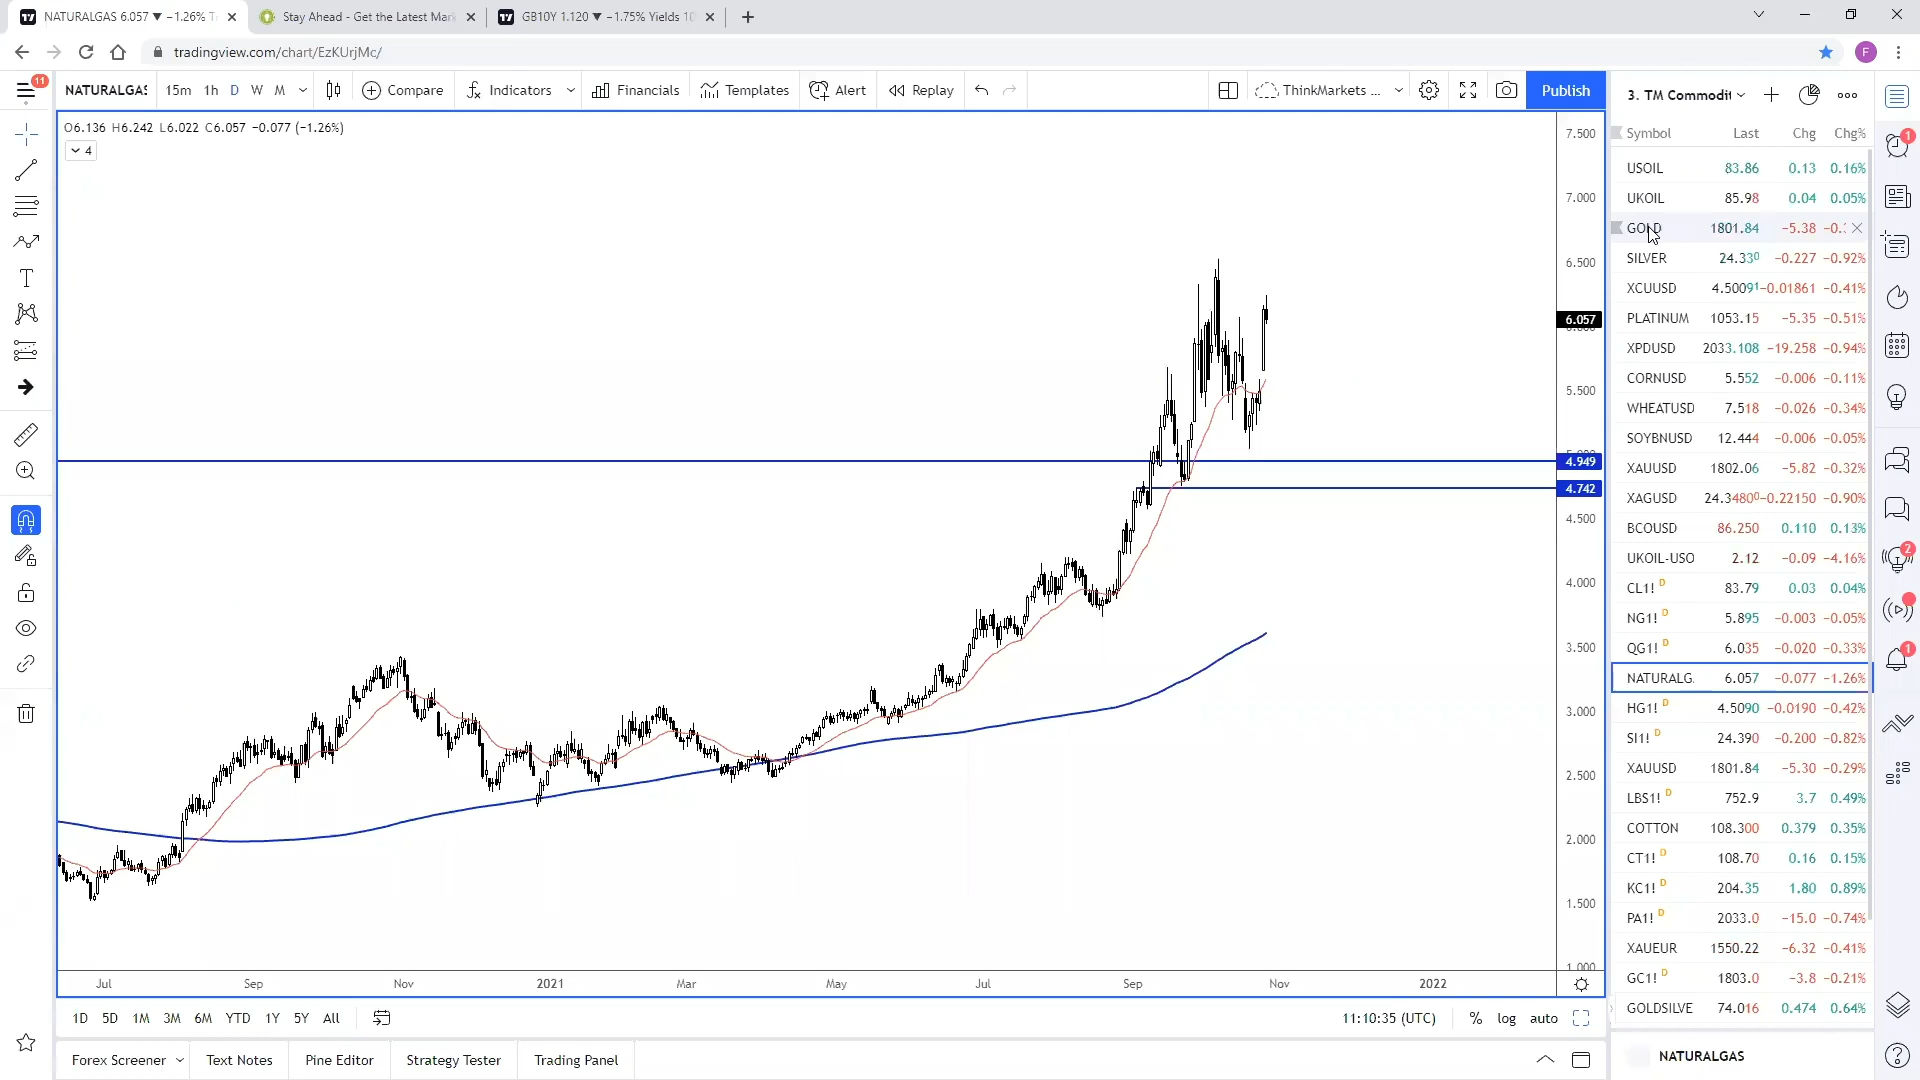 NATURALGAS 6.057 ▼ −1.26%
Stay Ahead - Get the Latest Mark
GB10Y 1.120 ▼ −1.75% Yields 10
tradingview.com/chart/EzKUrjMc/
F
11
NATURALGAS
15m 1h D W M
Compare
Indicators
Financials
Templates
Alert
Replay
ThinkMarkets ...
Publish
3. TM Commodit
O6.136 H6.242 L6.022 C6.057 −0.077 (−1.26%)
4
7.500
7.000
6.500
6.057
5.500
4.949
4.742
4.500
4.000
3.500
3.000
2.500
2.000
1.500
1.000
Jul Sep Nov 2021 Mar May Jul Sep Nov 2022
1D 5D 1M 3M 6M YTD 1Y 5Y All
11:10:35 (UTC) % log auto
Forex Screener Text Notes Pine Editor Strategy Tester Trading Panel
Symbol Last Chg Chg%
USOIL 83.86 0.13 0.16%
UKOIL 85.98 0.04 0.05%
GOLD 1801.84 −5.38
SILVER 24.330 −0.227 −0.92%
XCUUSD 4.50091 −0.01861 −0.41%
PLATINUM 1053.15 −5.35 −0.51%
XPDUSD 2033.108 −19.258 −0.94%
CORNUSD 5.552 −0.006 −0.11%
WHEATUSD 7.518 −0.026 −0.34%
SOYBNUSD 12.444 −0.006 −0.05%
XAUUSD 1802.06 −5.82 −0.32%
XAGUSD 24.34800 −0.22150 −0.90%
BCOUSD 86.250 0.110 0.13%
UKOIL-USO 2.12 −0.09 −4.16%
CL1! D 83.79 0.03 0.04%
NG1! D 5.895 −0.003 −0.05%
QG1! D 6.035 −0.020 −0.33%
NATURALG. 6.057 −0.077 −1.26%
HG1! D 4.5090 −0.0190 −0.42%
SI1! D 24.390 −0.200 −0.82%
XAUUSD 1801.84 −5.30 −0.29%
LBS1! D 752.9 3.7 0.49%
COTTON 108.300 0.379 0.35%
CT1! D 108.70 0.16 0.15%
KC1! D 204.35 1.80 0.89%
PA1! D 2033.0 −15.0 −0.74%
XAUEUR 1550.22 −6.32 −0.41%
GC1! D 1803.0 −3.8 −0.21%
GOLDSILVE 74.016 0.474 0.64%
NATURALGAS
1
2
1